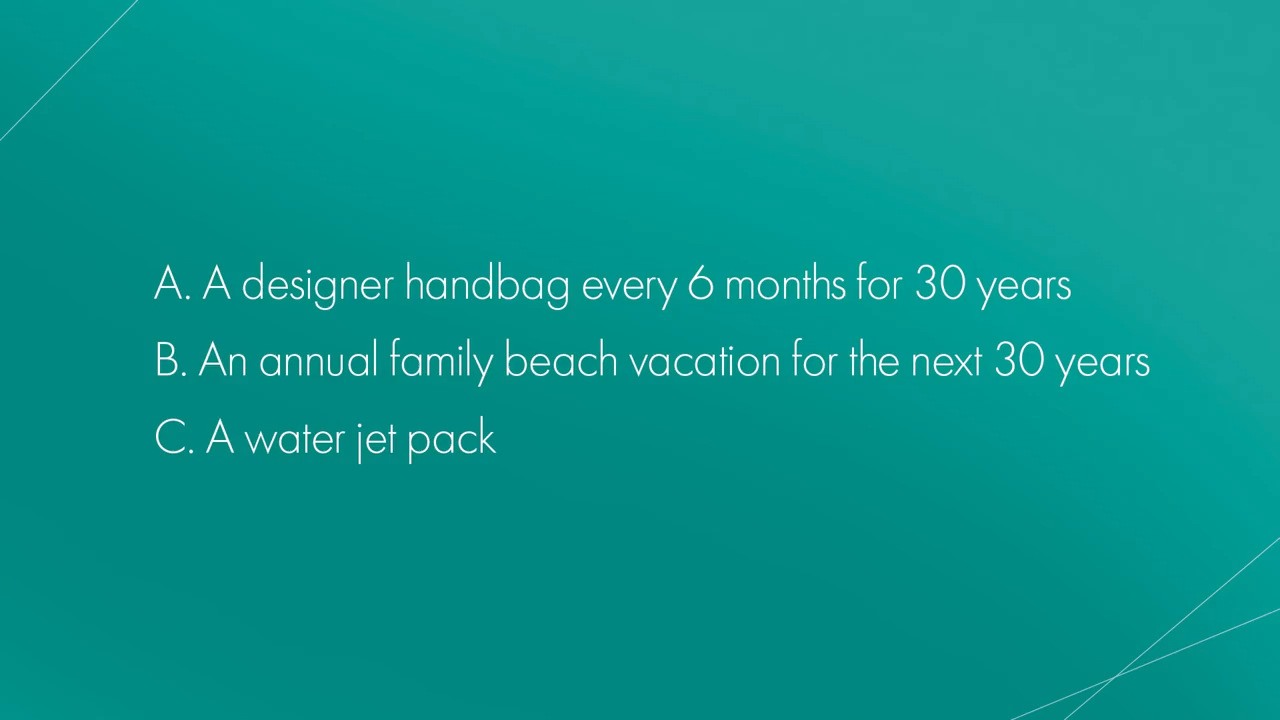 A. A designer handbag every 6 months for 30 years
B. An annual family beach vacation for the next 30 years
C. A water jet pack